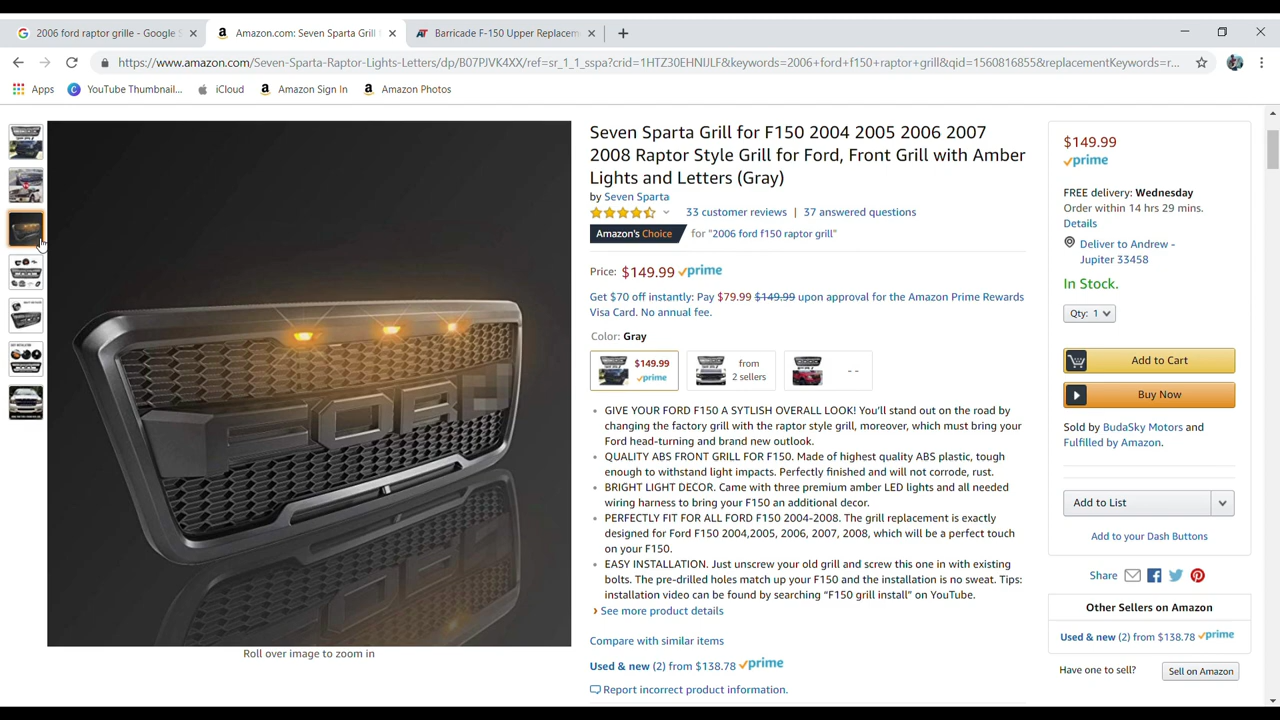 2006 ford raptor grille - Google
Amazon.com: Seven Sparta Grill
Barricade F-150 Upper Replacem
https://www.amazon.com/Seven-Sparta-Raptor-Lights-Letters/dp/B07PJVK4XX/ref=sr_1_1_sspa?crid=1HTZ30EHNIJLF&keywords=2006+ford+f150+raptor+grill&qid=1560816855&replacementKeywords=r...
Apps
YouTube Thumbnail...
iCloud
Amazon Sign In
Amazon Photos
FOR
Roll over image to zoom in
Seven Sparta Grill for F150 2004 2005 2006 2007
2008 Raptor Style Grill for Ford, Front Grill with Amber
Lights and Letters (Gray)
by Seven Sparta
33 customer reviews | 37 answered questions
Amazon's Choice for "2006 ford f150 raptor grill"
Price: $149.99 prime
Get $70 off instantly: Pay $79.99 $149.99 upon approval for the Amazon Prime Rewards
Visa Card. No annual fee.
Color: Gray
$149.99
prime
from
2 sellers
--
• GIVE YOUR FORD F150 A SYTLISH OVERALL LOOK! You'll stand out on the road by
changing the factory grill with the raptor style grill, moreover, which must bring your
Ford head-turning and brand new outlook.
• QUALITY ABS FRONT GRILL FOR F150. Made of highest quality ABS plastic, tough
enough to withstand light impacts. Perfectly finished and will not corrode, rust.
• BRIGHT LIGHT DECOR. Came with three premium amber LED lights and all needed
wiring harness to bring your F150 an additional decor.
• PERFECTLY FIT FOR ALL FORD F150 2004-2008. The grill replacement is exactly
designed for Ford F150 2004,2005, 2006, 2007, 2008, which will be a perfect touch
on your F150.
• EASY INSTALLATION. Just unscrew your old grill and screw this one in with existing
bolts. The pre-drilled holes match up your F150 and the installation is no sweat. Tips:
installation video can be found by searching "F150 grill install" on YouTube.
› See more product details
Compare with similar items
Used & new (2) from $138.78 prime
Report incorrect product information.
$149.99
prime
FREE delivery: Wednesday
Order within 14 hrs 29 mins.
Details
Deliver to Andrew -
Jupiter 33458
In Stock.
Qty: 1
Add to Cart
Buy Now
Sold by BudaSky Motors and
Fulfilled by Amazon.
Add to List
Add to your Dash Buttons
Share
Other Sellers on Amazon
Used & new (2) from $138.78 prime
Have one to sell?
Sell on Amazon